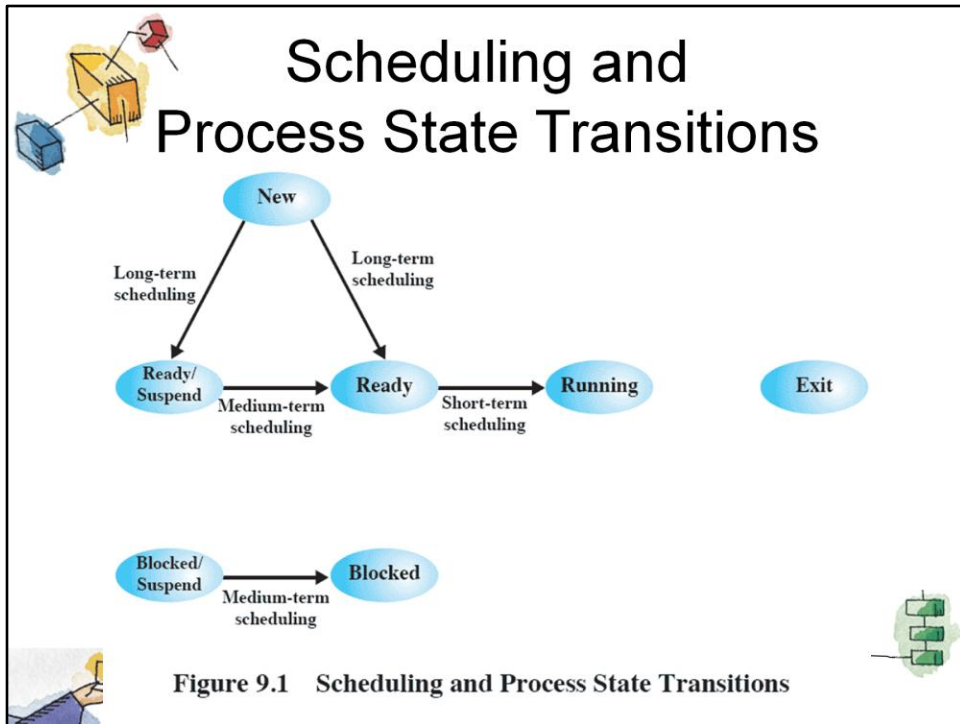 Scheduling and
Process State Transitions
New
Long-term
scheduling
Long-term
scheduling
Ready/
Suspend
Medium-term
scheduling
Ready
Short-term
scheduling
Running
Exit
Blocked/
Suspend
Medium-term
scheduling
Blocked
Figure 9.1 Scheduling and Process State Transitions